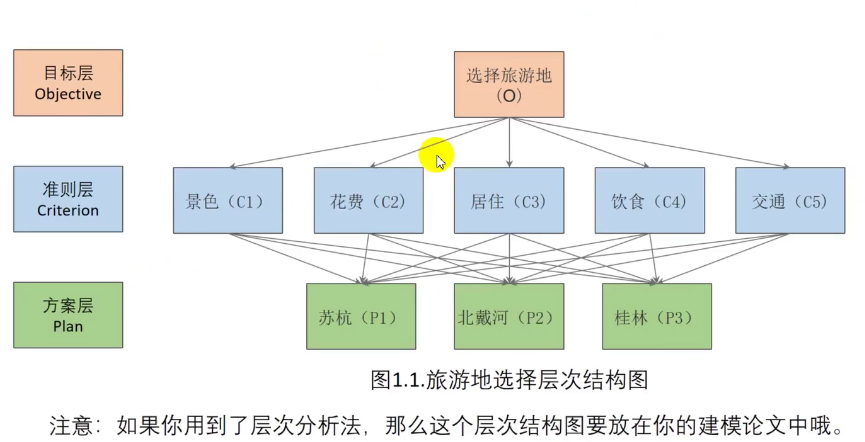 目标层
Objective
选择旅游地
（O）
准则层
Criterion
景色（C1）
花费（C2）
居住（C3）
饮食（C4）
交通（C5）
方案层
Plan
苏杭（P1）
北戴河（P2）
桂林（P3）
图1.1.旅游地选择层次结构图
注意：如果你用到了层次分析法，那么这个层次结构图要放在你的建模论文中哦。